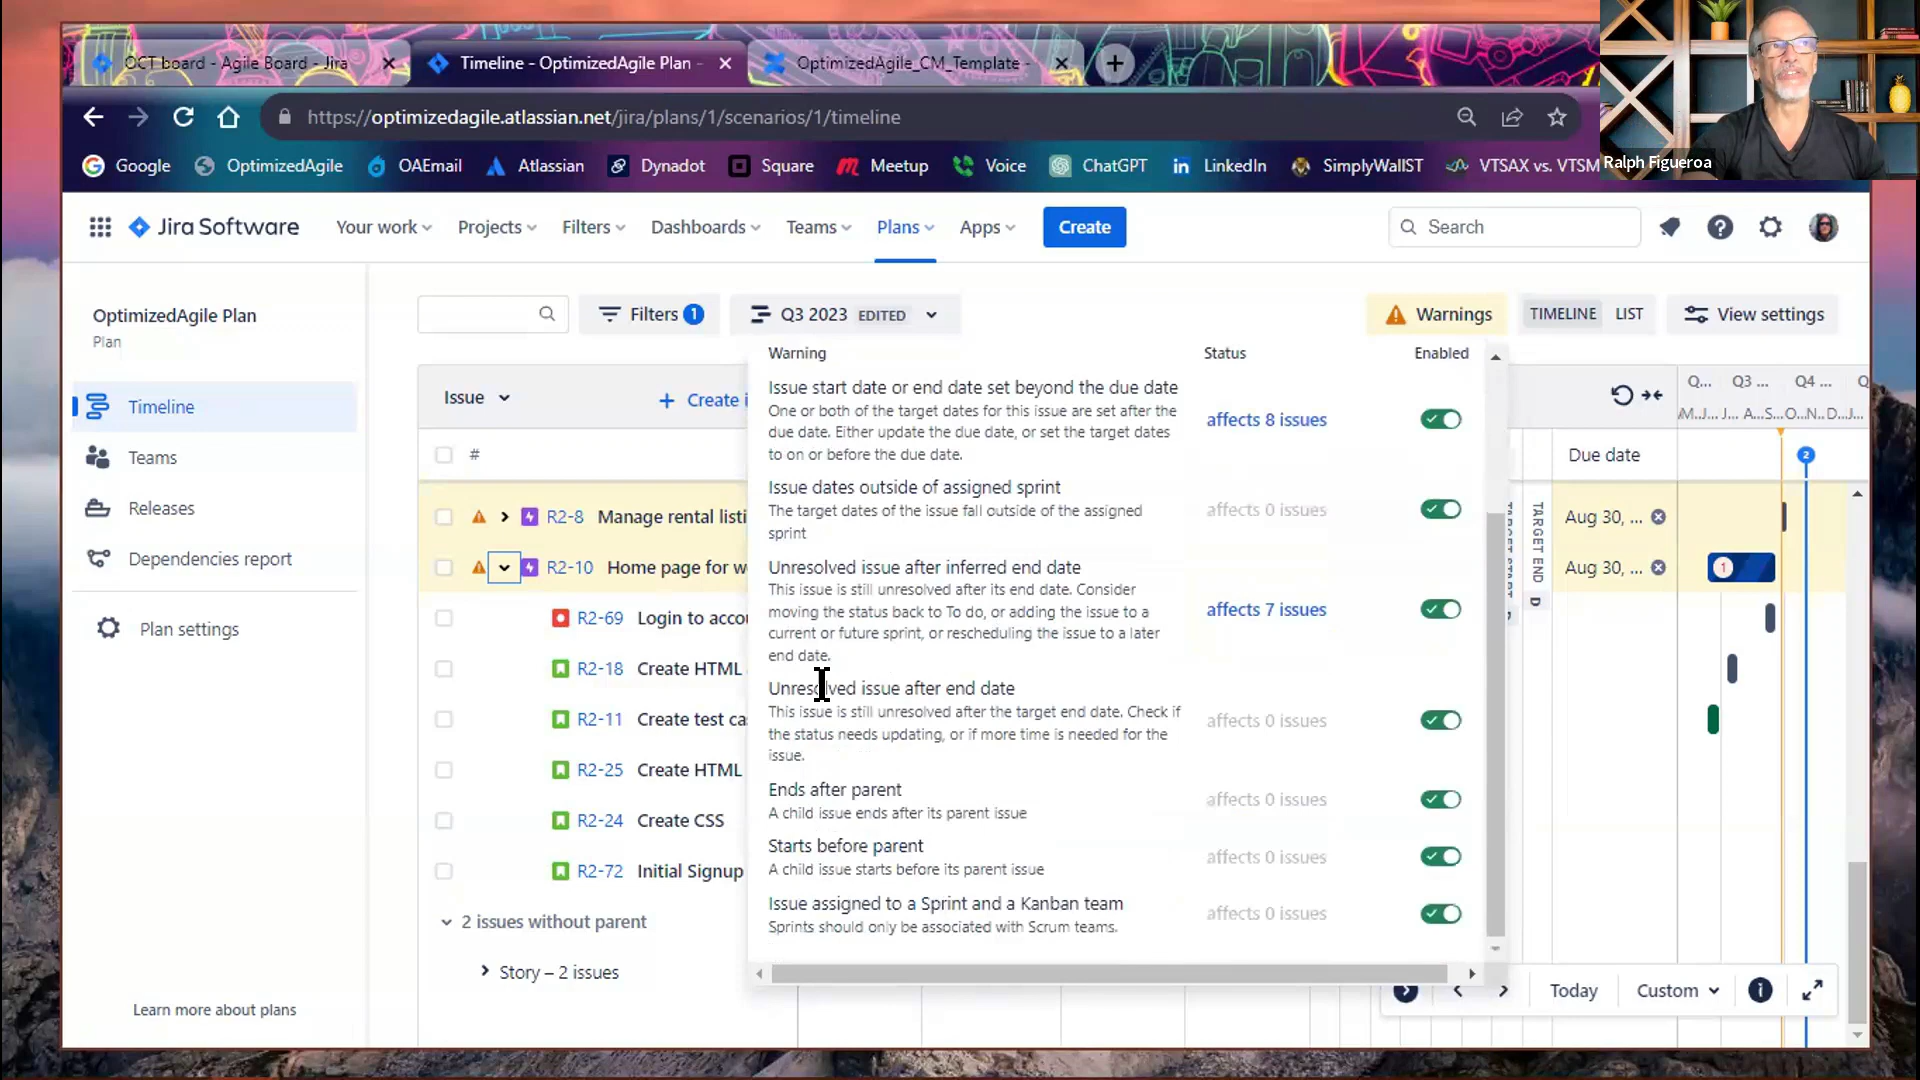 OCT board - Agile Board - Jira
Timeline - OptimizedAgile Plan -
OptimizedAgile_CM_Template -
https://optimizedagile.atlassian.net/jira/plans/1/scenarios/1/timeline
Google
OptimizedAgile
OAEmail
Atlassian
Dynadot
Square
Meetup
Voice
ChatGPT
LinkedIn
SimplyWallST
VTSAX vs. VTSM
Ralph Figueroa
Jira Software
Your work
Projects
Filters
Dashboards
Teams
Plans
Apps
Create
Search
OptimizedAgile Plan
Plan
Timeline
Teams
Releases
Dependencies report
Plan settings
Learn more about plans
Filters 1
Q3 2023 EDITED
Warnings
TIMELINE
LIST
View settings
Issue
+ Create i
#
R2-8 Manage rental listi
R2-10 Home page for w
R2-69 Login to accou
R2-18 Create HTML
R2-11 Create test ca
R2-25 Create HTML
R2-24 Create CSS
R2-72 Initial Signup
2 issues without parent
Story – 2 issues
Warning
Status
Enabled
Issue start date or end date set beyond the due date
One or both of the target dates for this issue are set after the
due date. Either update the due date, or set the target dates
to on or before the due date.
affects 8 issues
Issue dates outside of assigned sprint
The target dates of the issue fall outside of the assigned
sprint
affects 0 issues
Unresolved issue after inferred end date
This issue is still unresolved after its end date. Consider
moving the status back to To do, or adding the issue to a
current or future sprint, or rescheduling the issue to a later
end date.
affects 7 issues
Unresolved issue after end date
This issue is still unresolved after the target end date. Check if
the status needs updating, or if more time is needed for the
issue.
affects 0 issues
Ends after parent
A child issue ends after its parent issue
affects 0 issues
Starts before parent
A child issue starts before its parent issue
affects 0 issues
Issue assigned to a Sprint and a Kanban team
Sprints should only be associated with Scrum teams.
affects 0 issues
Q... Q3 ... Q4 ... Q
M...J... J... A...S...O...N...D...J...
Due date
2
TARGET END
D
Aug 30, ...
Aug 30, ...
1
Today
Custom